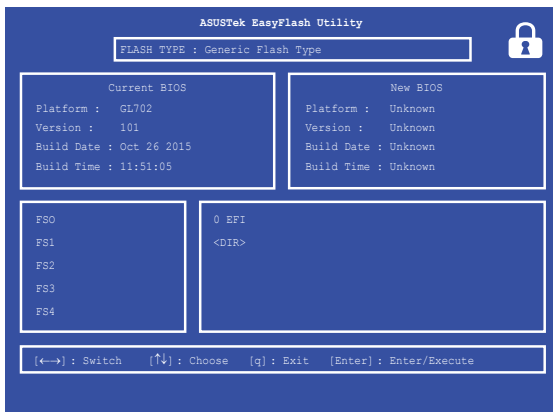 ASUSTek EasyFlash Utility
FLASH TYPE : Generic Flash Type
Current BIOS
Platform : GL702
Version : 101
Build Date : Oct 26 2015
Build Time : 11:51:05
New BIOS
Platform : Unknown
Version : Unknown
Build Date : Unknown
Build Time : Unknown
FSO
FS1
FS2
FS3
FS4
0 EFI
<DIR>
[←→] : Switch [↑↓] : Choose [q] : Exit [Enter] : Enter/Execute